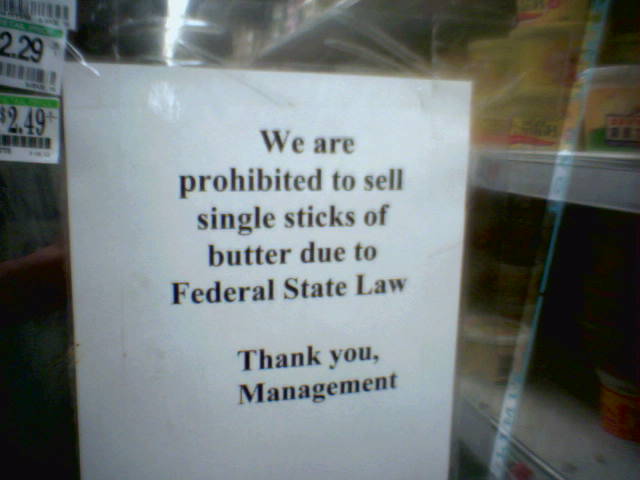 2.29
$2.49
We are
prohibited to sell
single sticks of
butter due to
Federal State Law
Thank you,
Management